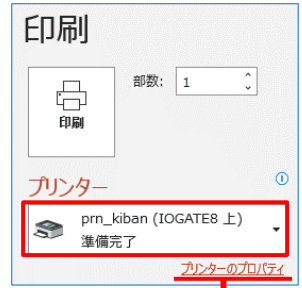 印刷
部数: 1
印刷
プリンター
prn_kiban (IOGATE8 上)
準備完了
プリンターのプロパティ